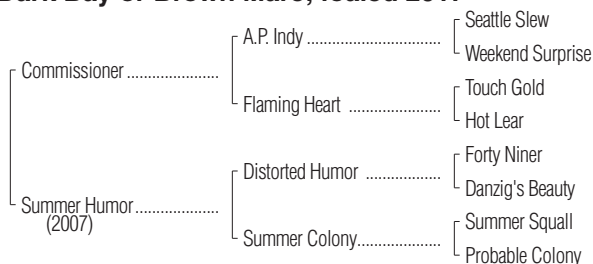 Dark Bay or Brown Mare; foaled 2017
Seattle Slew
A.P. Indy
Weekend Surprise
Commissioner
Touch Gold
Flaming Heart
Hot Lear
Forty Niner
Distorted Humor
Danzig's Beauty
Summer Humor
(2007)
Summer Squall
Summer Colony
Probable Colony